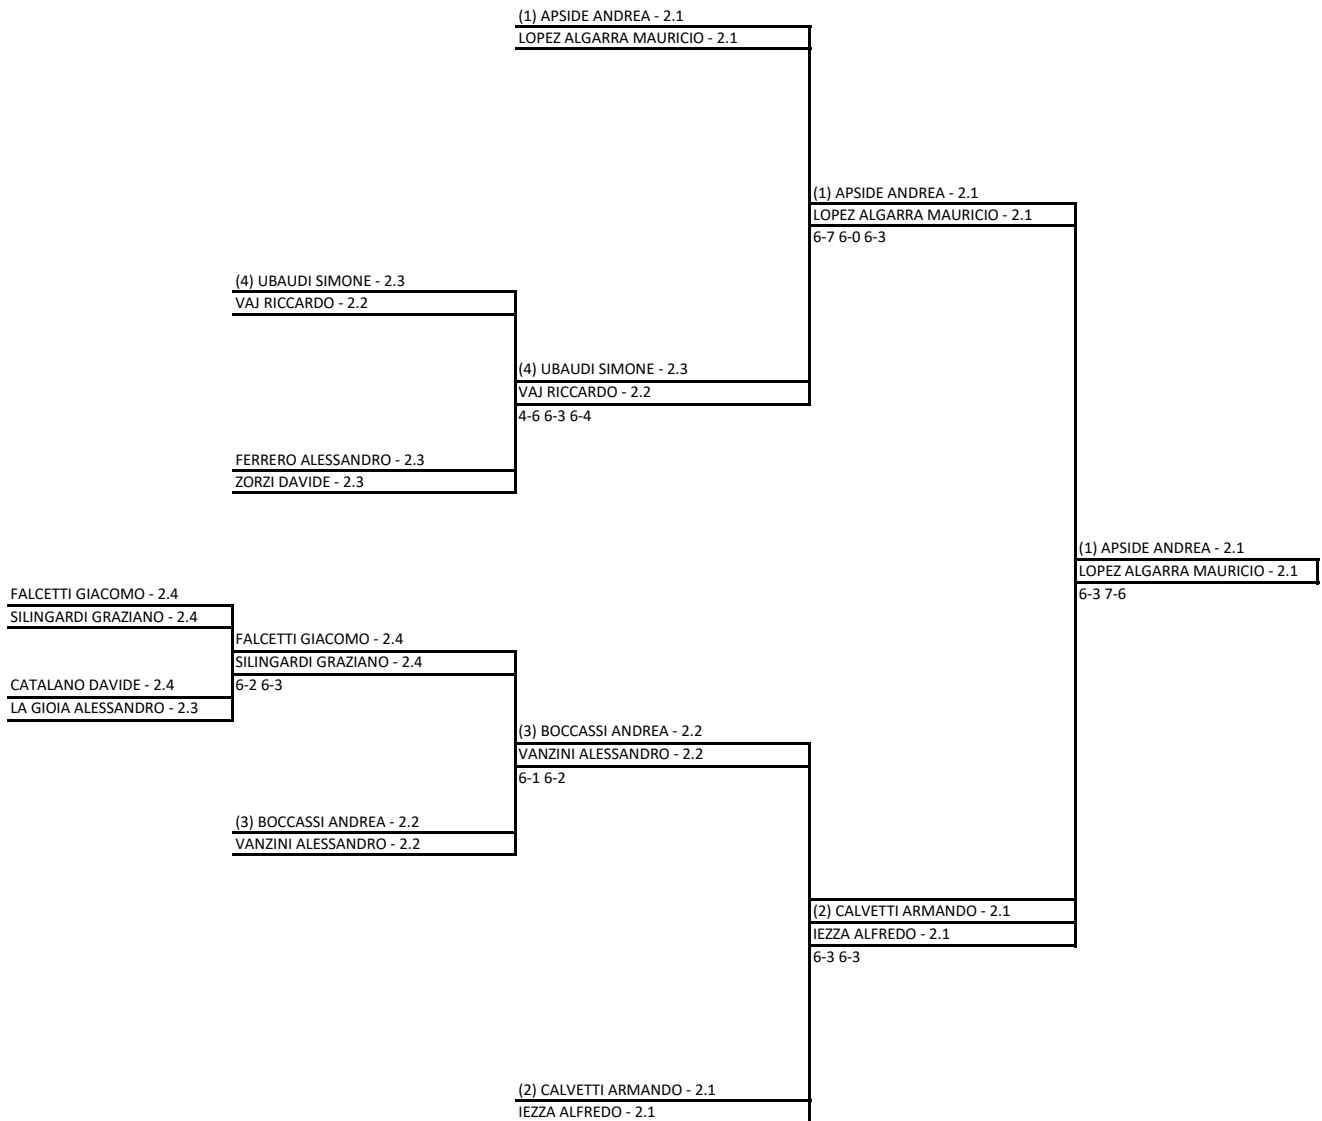 (1) APSIDE ANDREA - 2.1
LOPEZ ALGARRA MAURICIO - 2.1
(1) APSIDE ANDREA - 2.1
LOPEZ ALGARRA MAURICIO - 2.1
6-7 6-0 6-3
(4) UBAUDI SIMONE - 2.3
VAJ RICCARDO - 2.2
(4) UBAUDI SIMONE - 2.3
VAJ RICCARDO - 2.2
4-6 6-3 6-4
FERRERO ALESSANDRO - 2.3
ZORZI DAVIDE - 2.3
(1) APSIDE ANDREA - 2.1
LOPEZ ALGARRA MAURICIO - 2.1
6-3 7-6
FALCETTI GIACOMO - 2.4
SILINGARDI GRAZIANO - 2.4
FALCETTI GIACOMO - 2.4
SILINGARDI GRAZIANO - 2.4
6-2 6-3
CATALANO DAVIDE - 2.4
LA GIOIA ALESSANDRO - 2.3
(3) BOCCASSI ANDREA - 2.2
VANZINI ALESSANDRO - 2.2
6-1 6-2
(3) BOCCASSI ANDREA - 2.2
VANZINI ALESSANDRO - 2.2
(2) CALVETTI ARMANDO - 2.1
IEZZA ALFREDO - 2.1
6-3 6-3
(2) CALVETTI ARMANDO - 2.1
IEZZA ALFREDO - 2.1